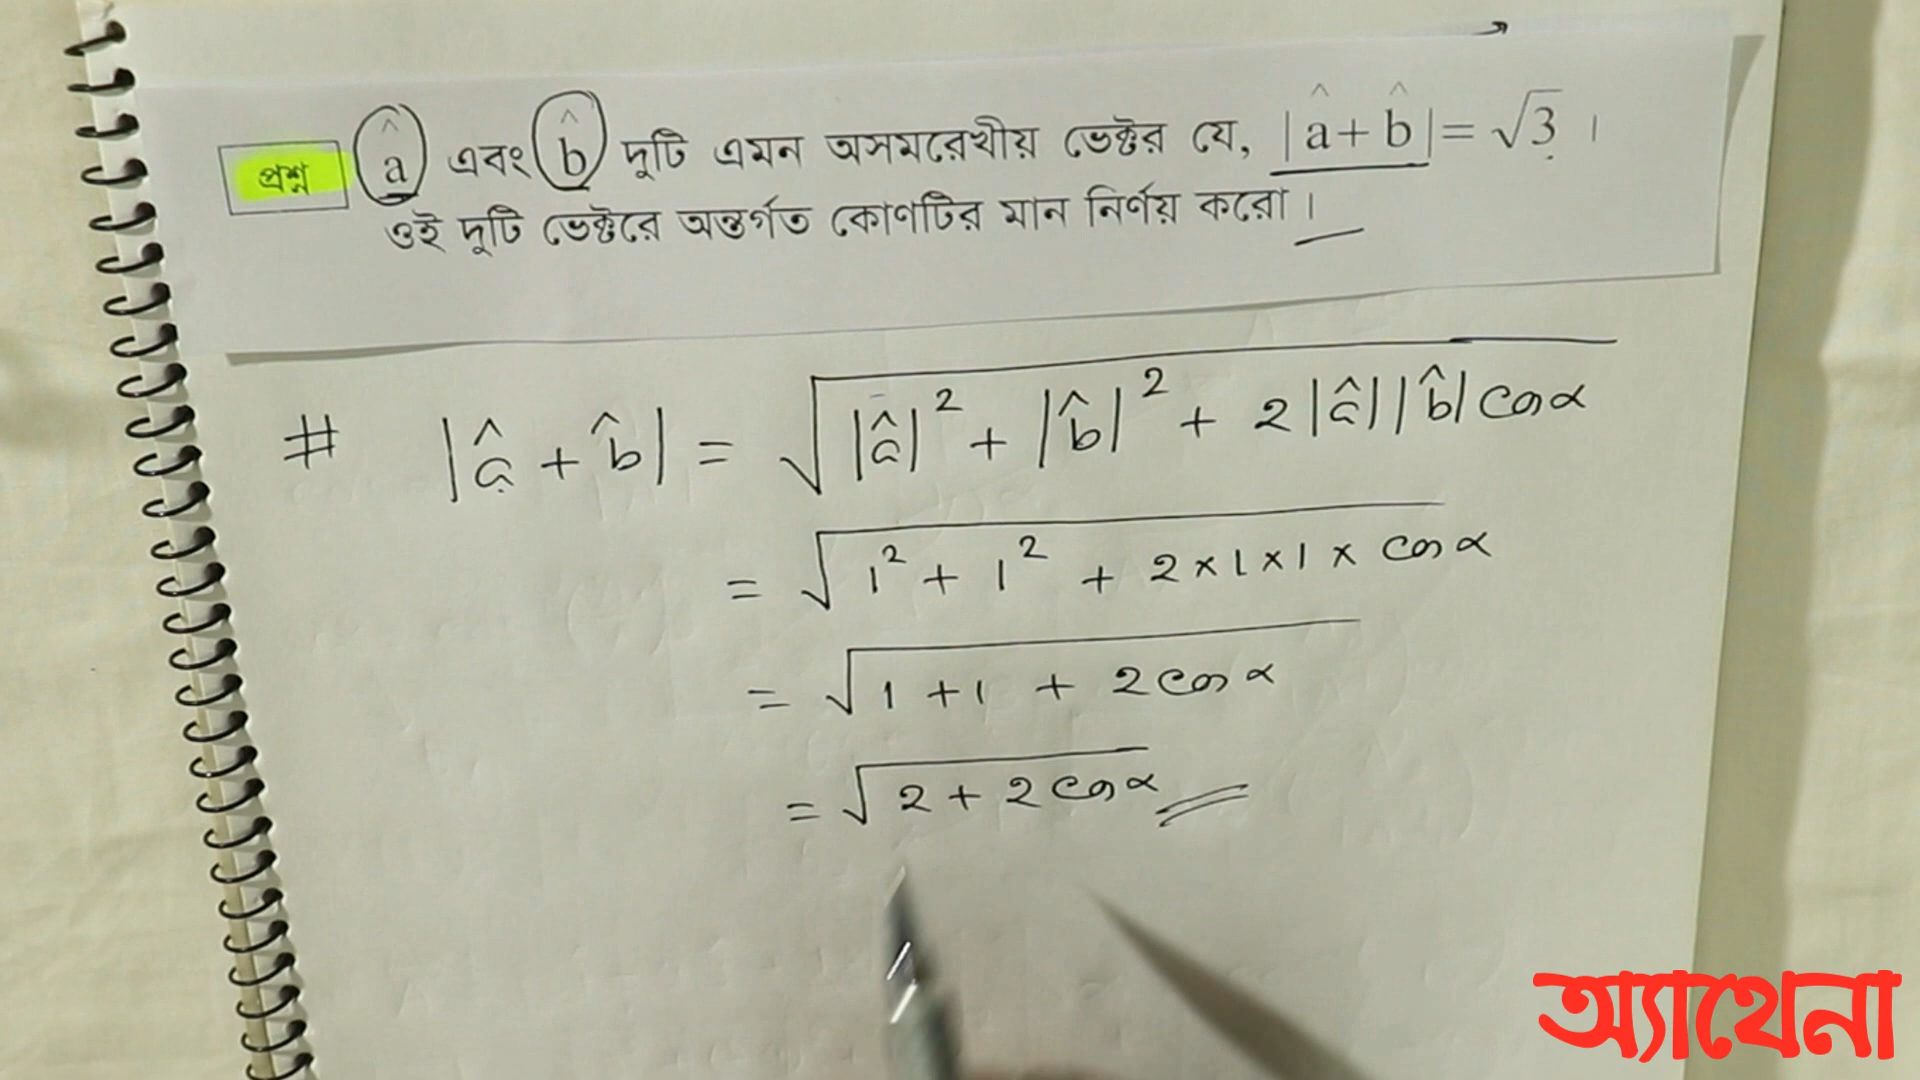 প্রশ্ন â এবং b̂ দুটি এমন অসমরেখীয় ভেক্টর যে, |â + b̂| = √3 ।
ওই দুটি ভেক্টরে অন্তর্গত কোণটির মান নির্ণয় করো।
# |â + b̂| = √(|â|² + |b̂|² + 2|â||b̂| cos α)
= √(1² + 1² + 2×1×1× cos α)
= √(1 + 1 + 2 cos α)
= √(2 + 2 cos α)
অ্যাথেনা